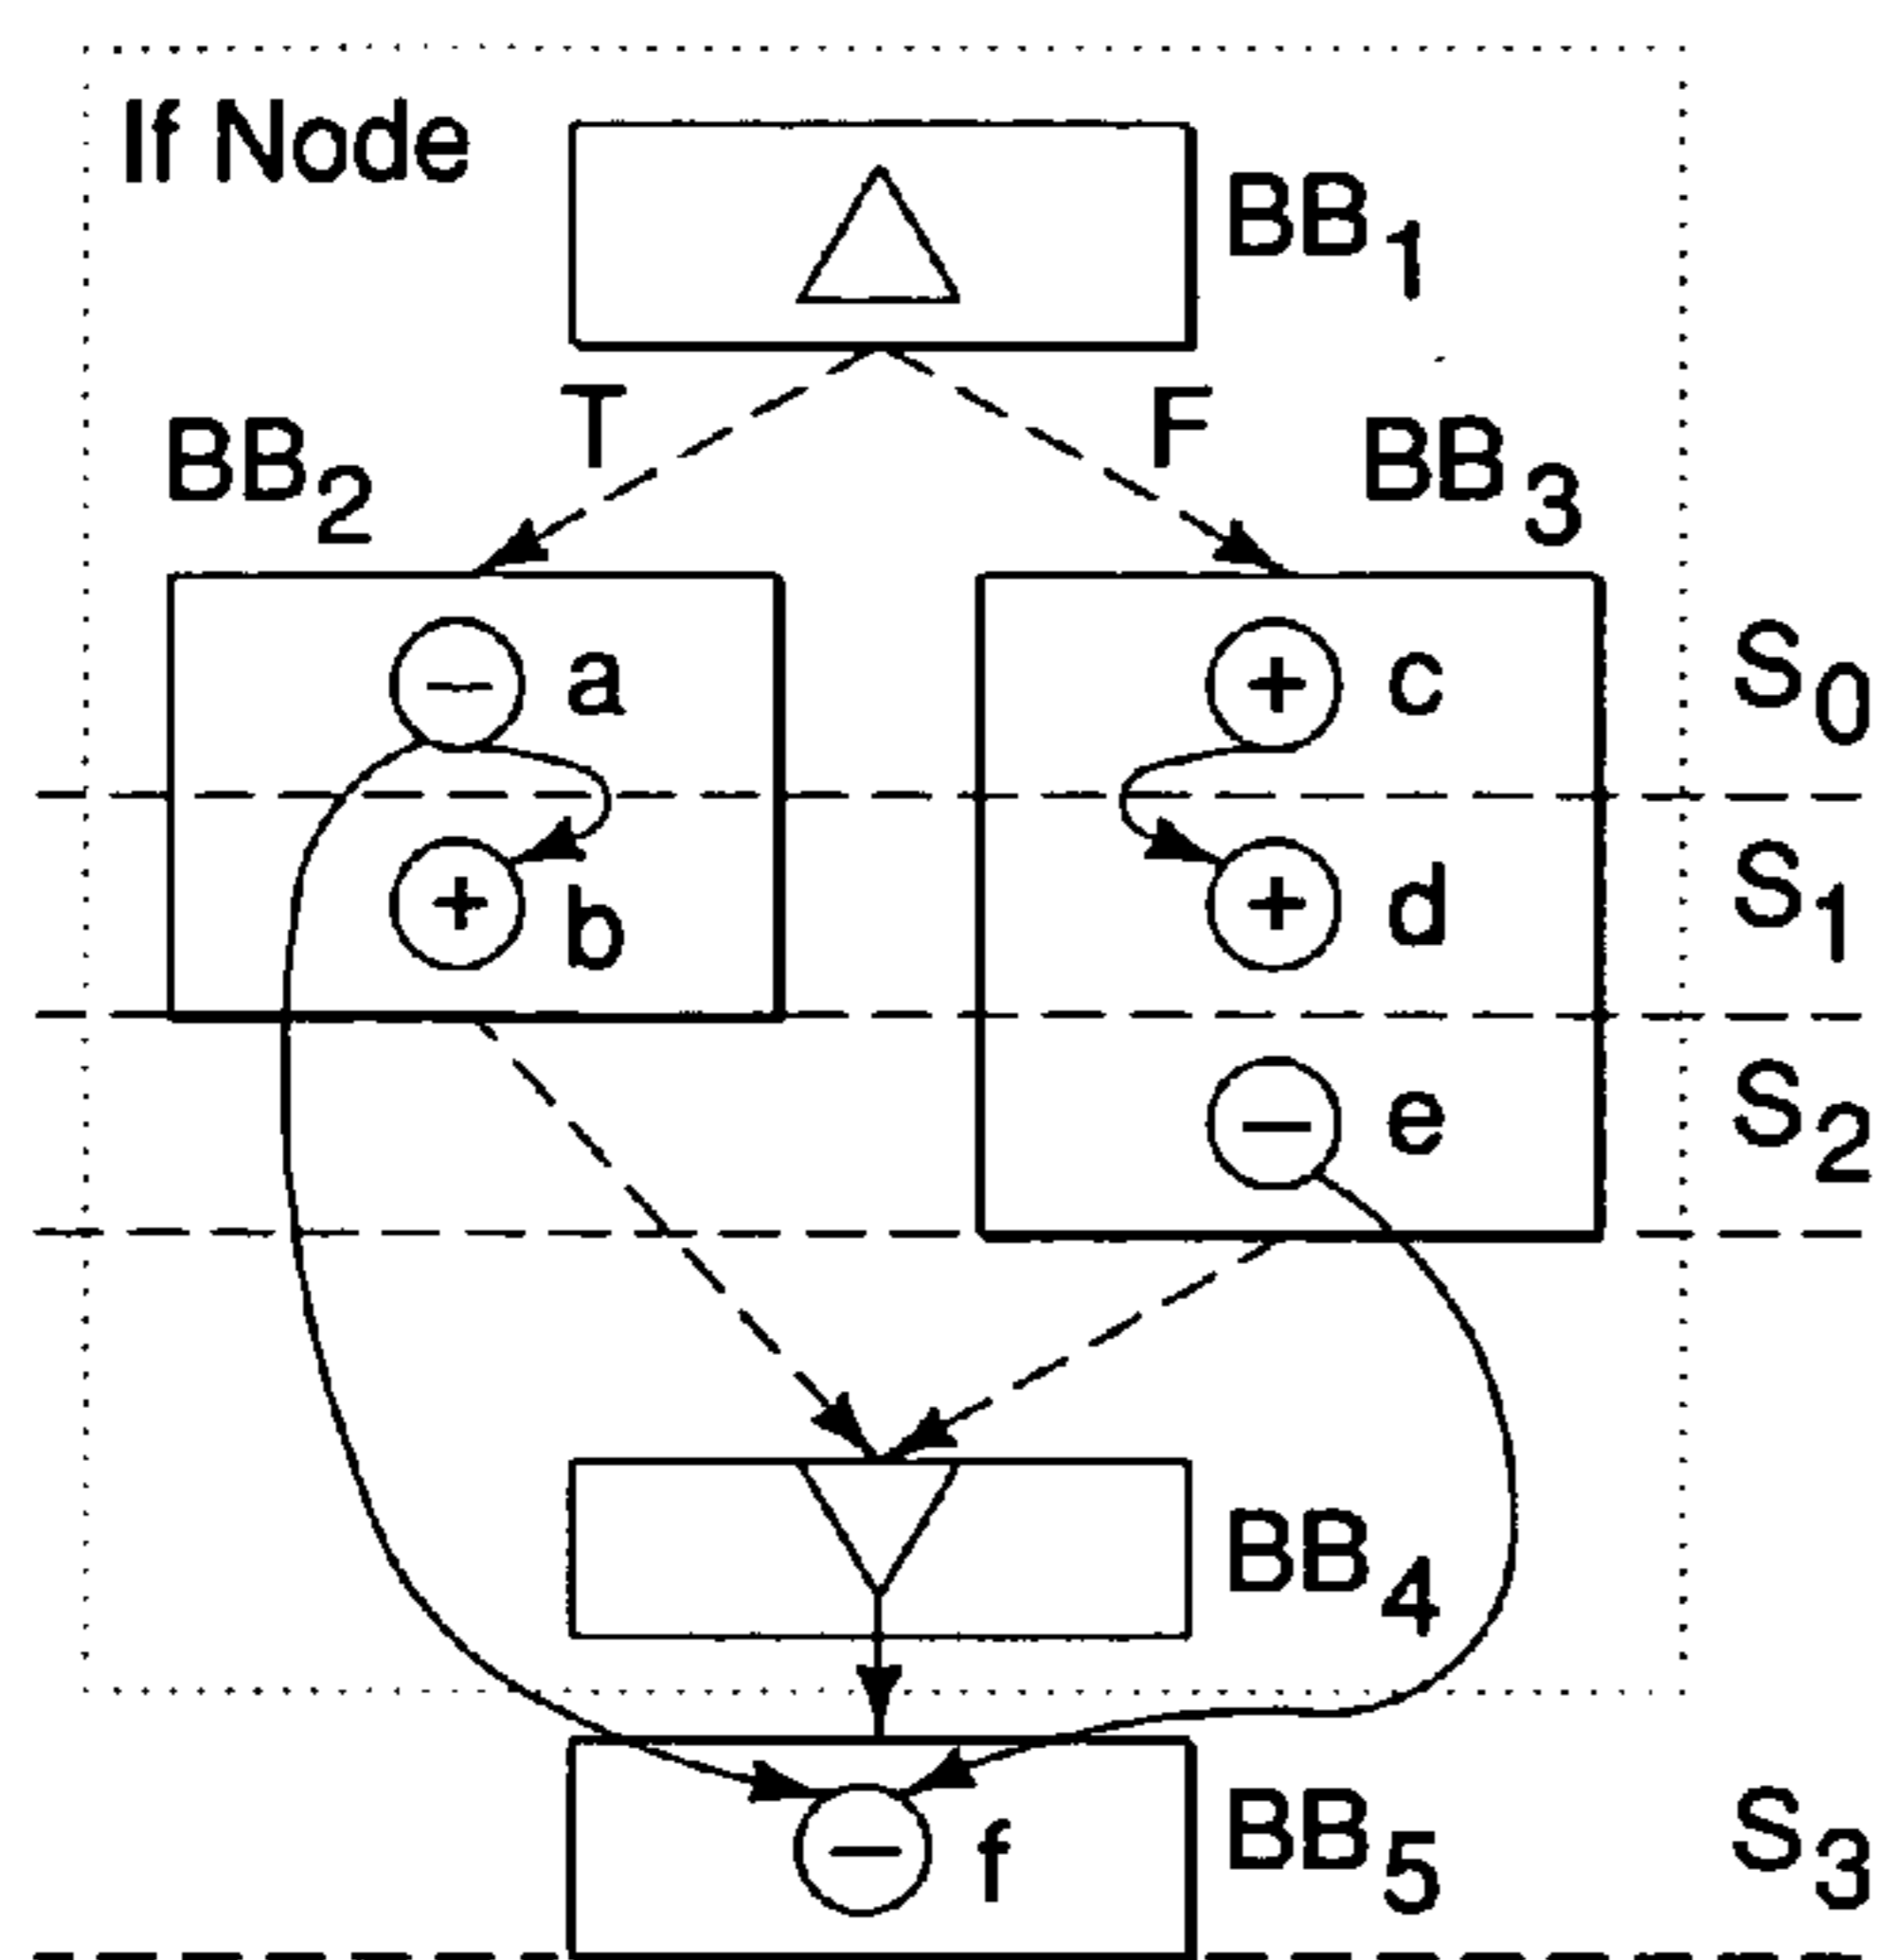 If Node
BB1
T F
BB2 BB3
− a + c S0
+ b + d S1
− e S2
BB4
− f BB5 S3